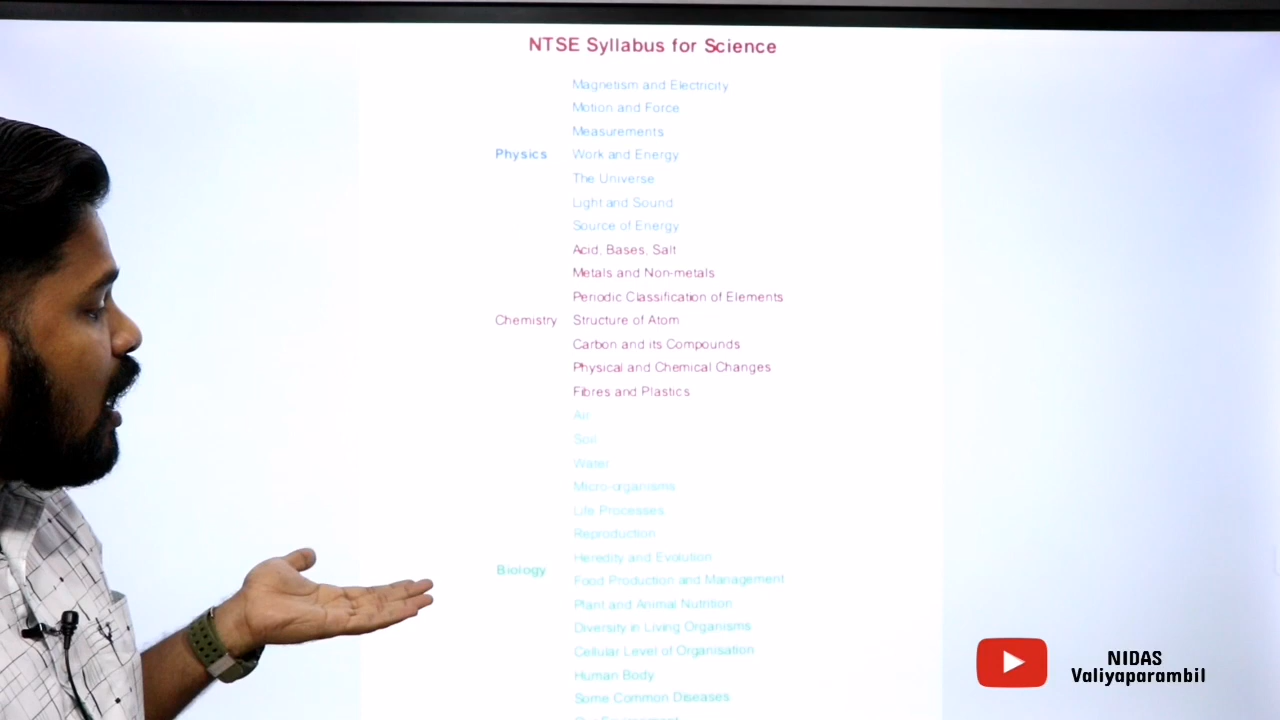 NTSE Syllabus for Science
Magnetism and Electricity
Motion and Force
Measurements
Physics Work and Energy
The Universe
Light and Sound
Source of Energy
Acid, Bases, Salt
Metals and Non-metals
Periodic Classification of Elements
Chemistry Structure of Atom
Carbon and its Compounds
Physical and Chemical Changes
Fibres and Plastics
Air
Soil
Water
Micro-organisms
Life Processes
Reproduction
Heredity and Evolution
Biology
Food Production and Management
Plant and Animal Nutrition
Diversity in Living Organisms
Cellular Level of Organisation
Human Body
Some Common Diseases
NIDAS
Valiyaparambil